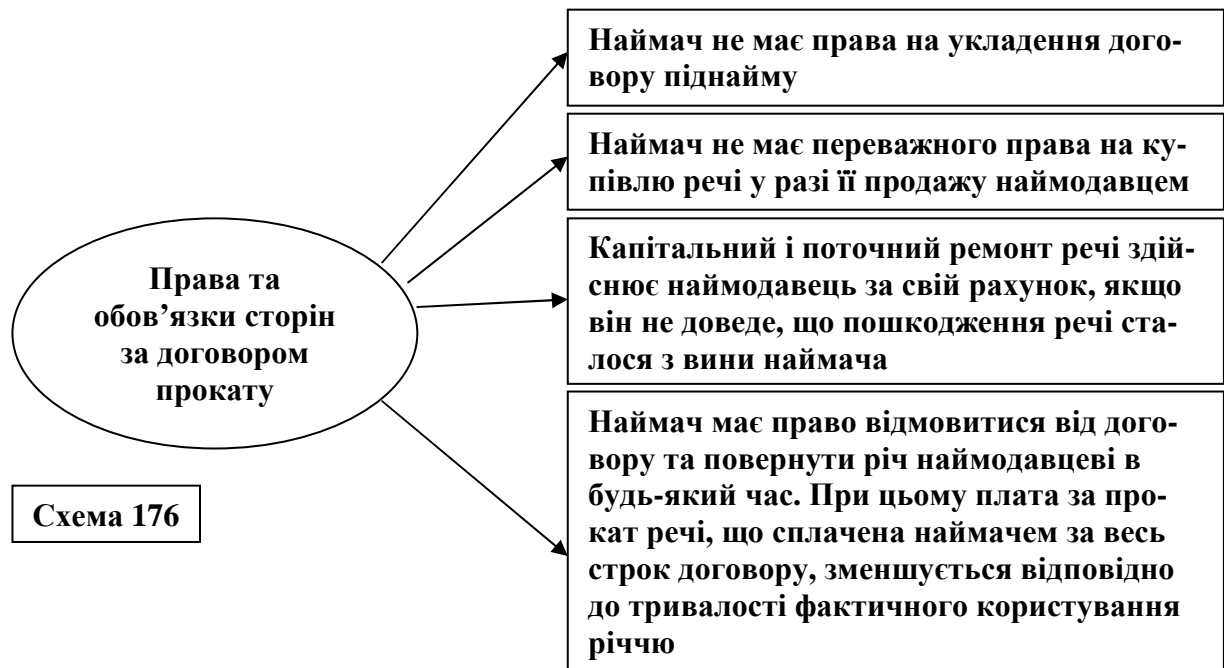 Наймач не має права на укладення дого-
вору піднайму
Наймач не має переважного права на ку-
півлю речі у разі її продажу наймодавцем
Капітальний і поточний ремонт речі здій-
снює наймодавець за свій рахунок, якщо
він не доведе, що пошкодження речі ста-
лося з вини наймача
Наймач має право відмовитися від дого-
вору та повернути річ наймодавцеві в
будь-який час. При цьому плата за про-
кат речі, що сплачена наймачем за весь
строк договору, зменшується відповідно
до тривалості фактичного користування
річчю
Права та
обов’язки сторін
за договором
прокату
Схема 176